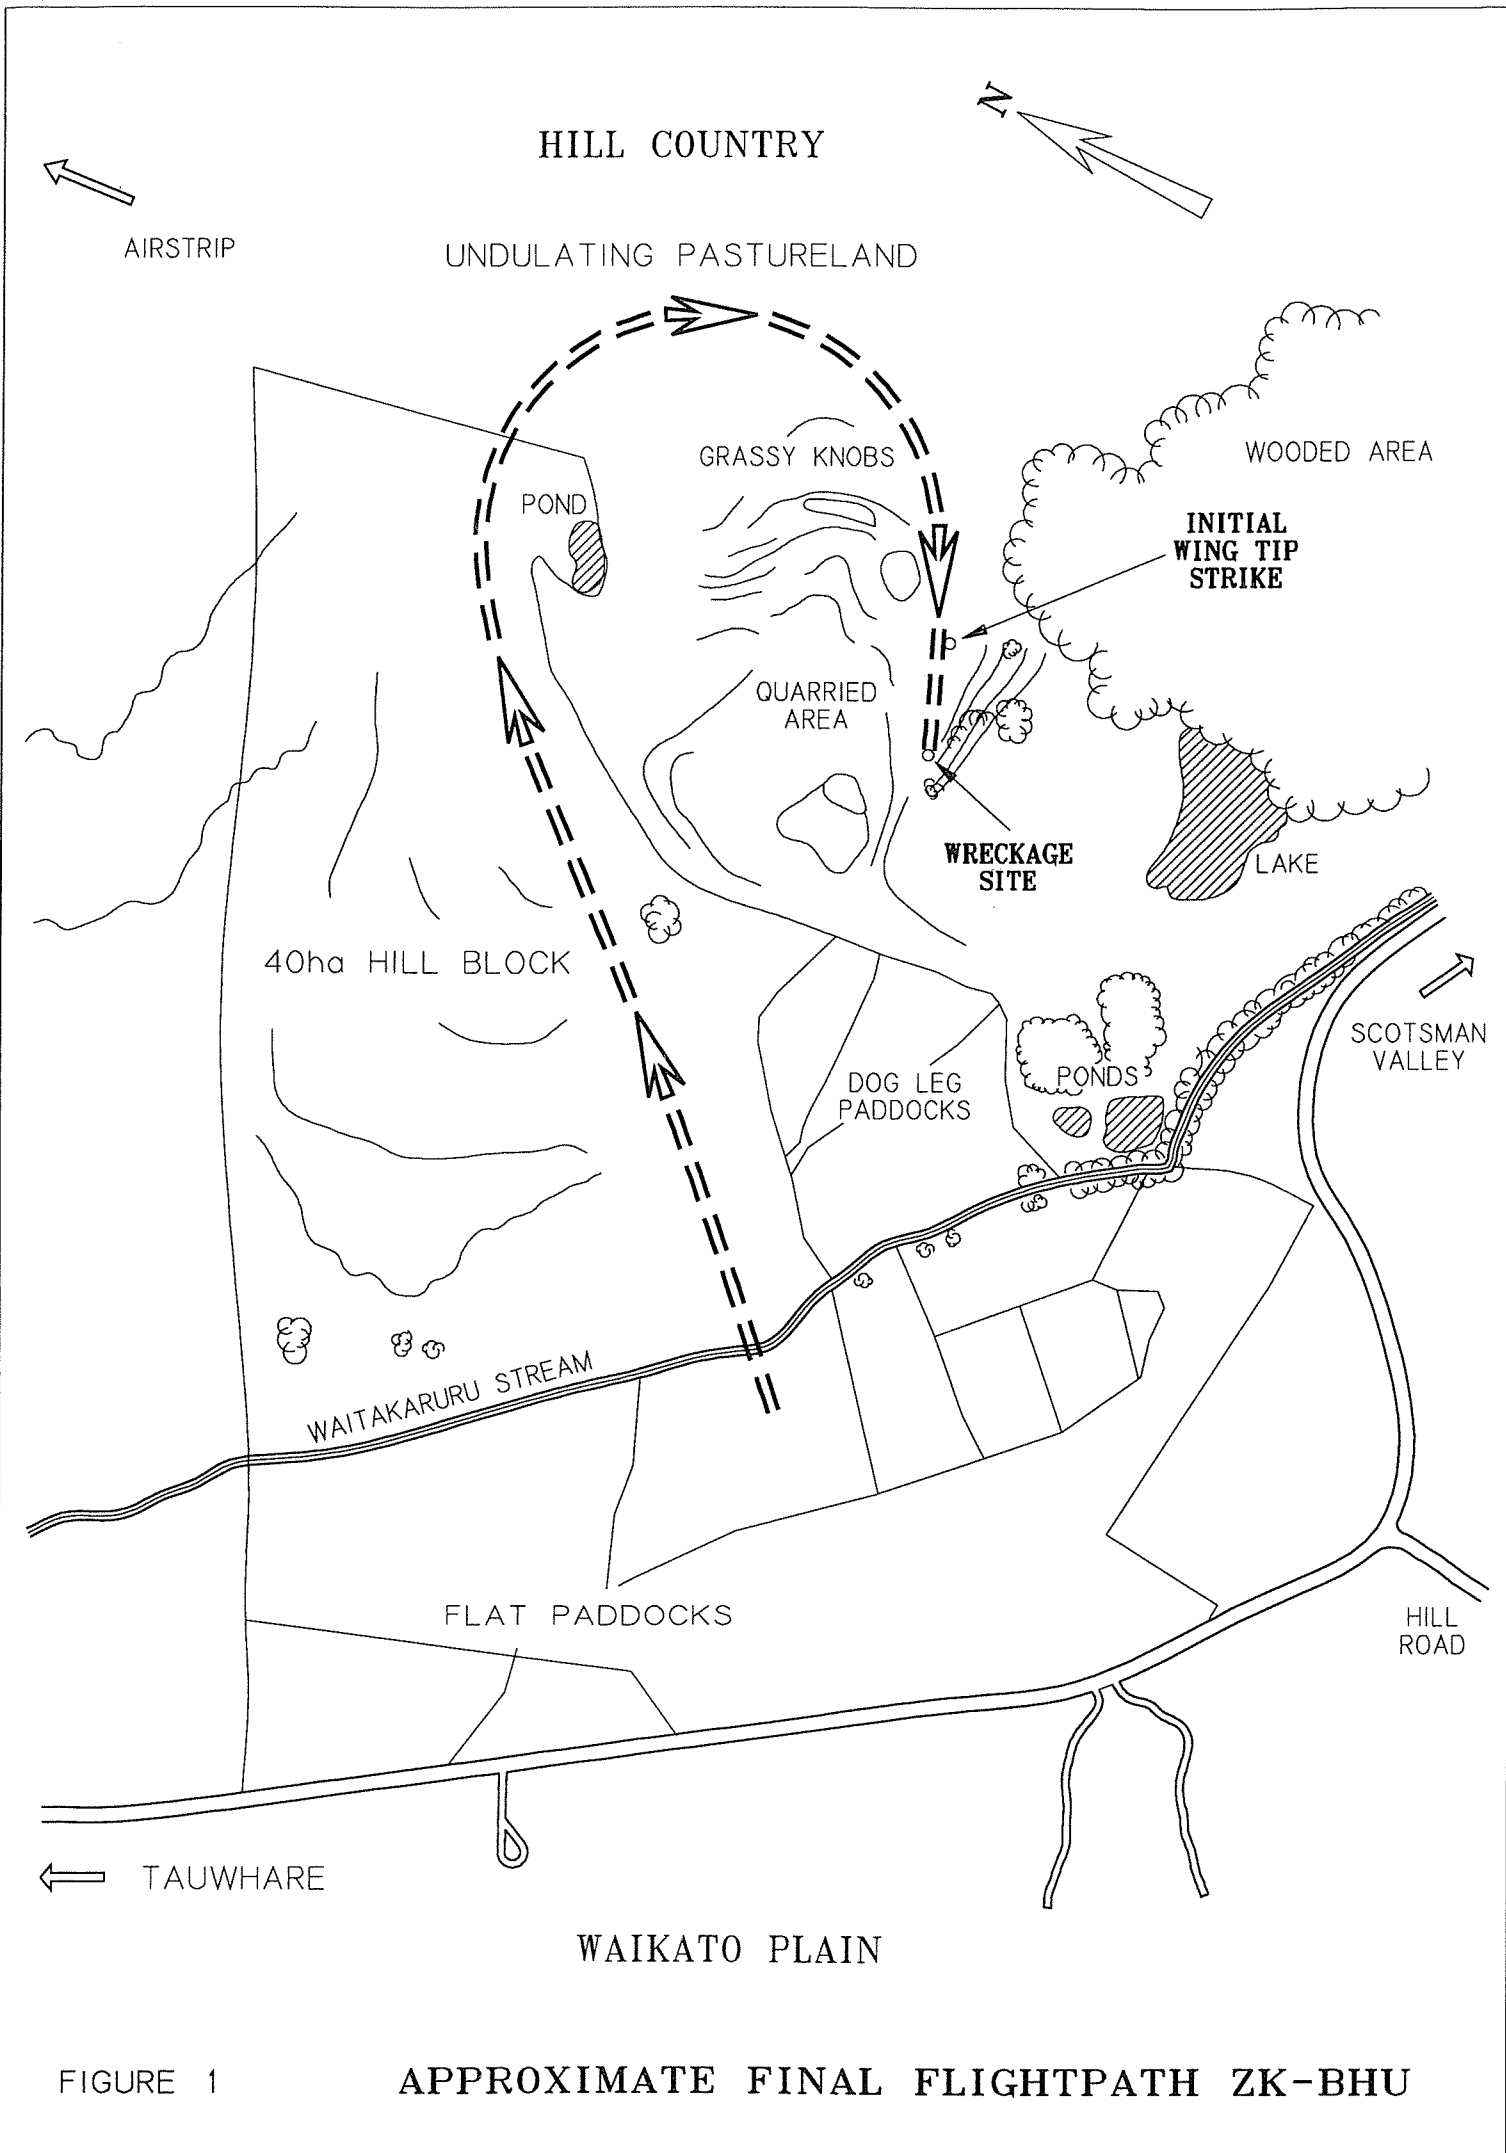 N
HILL COUNTRY
AIRSTRIP
UNDULATING PASTURELAND
GRASSY KNOBS
WOODED AREA
POND
INITIAL
WING TIP
STRIKE
QUARRIED
AREA
WRECKAGE
SITE
LAKE
40ha HILL BLOCK
SCOTSMAN
VALLEY
DOG LEG
PADDOCKS
PONDS
WAITAKARURU STREAM
FLAT PADDOCKS
HILL
ROAD
TAUWHARE
WAIKATO PLAIN
FIGURE 1
APPROXIMATE FINAL FLIGHTPATH ZK-BHU